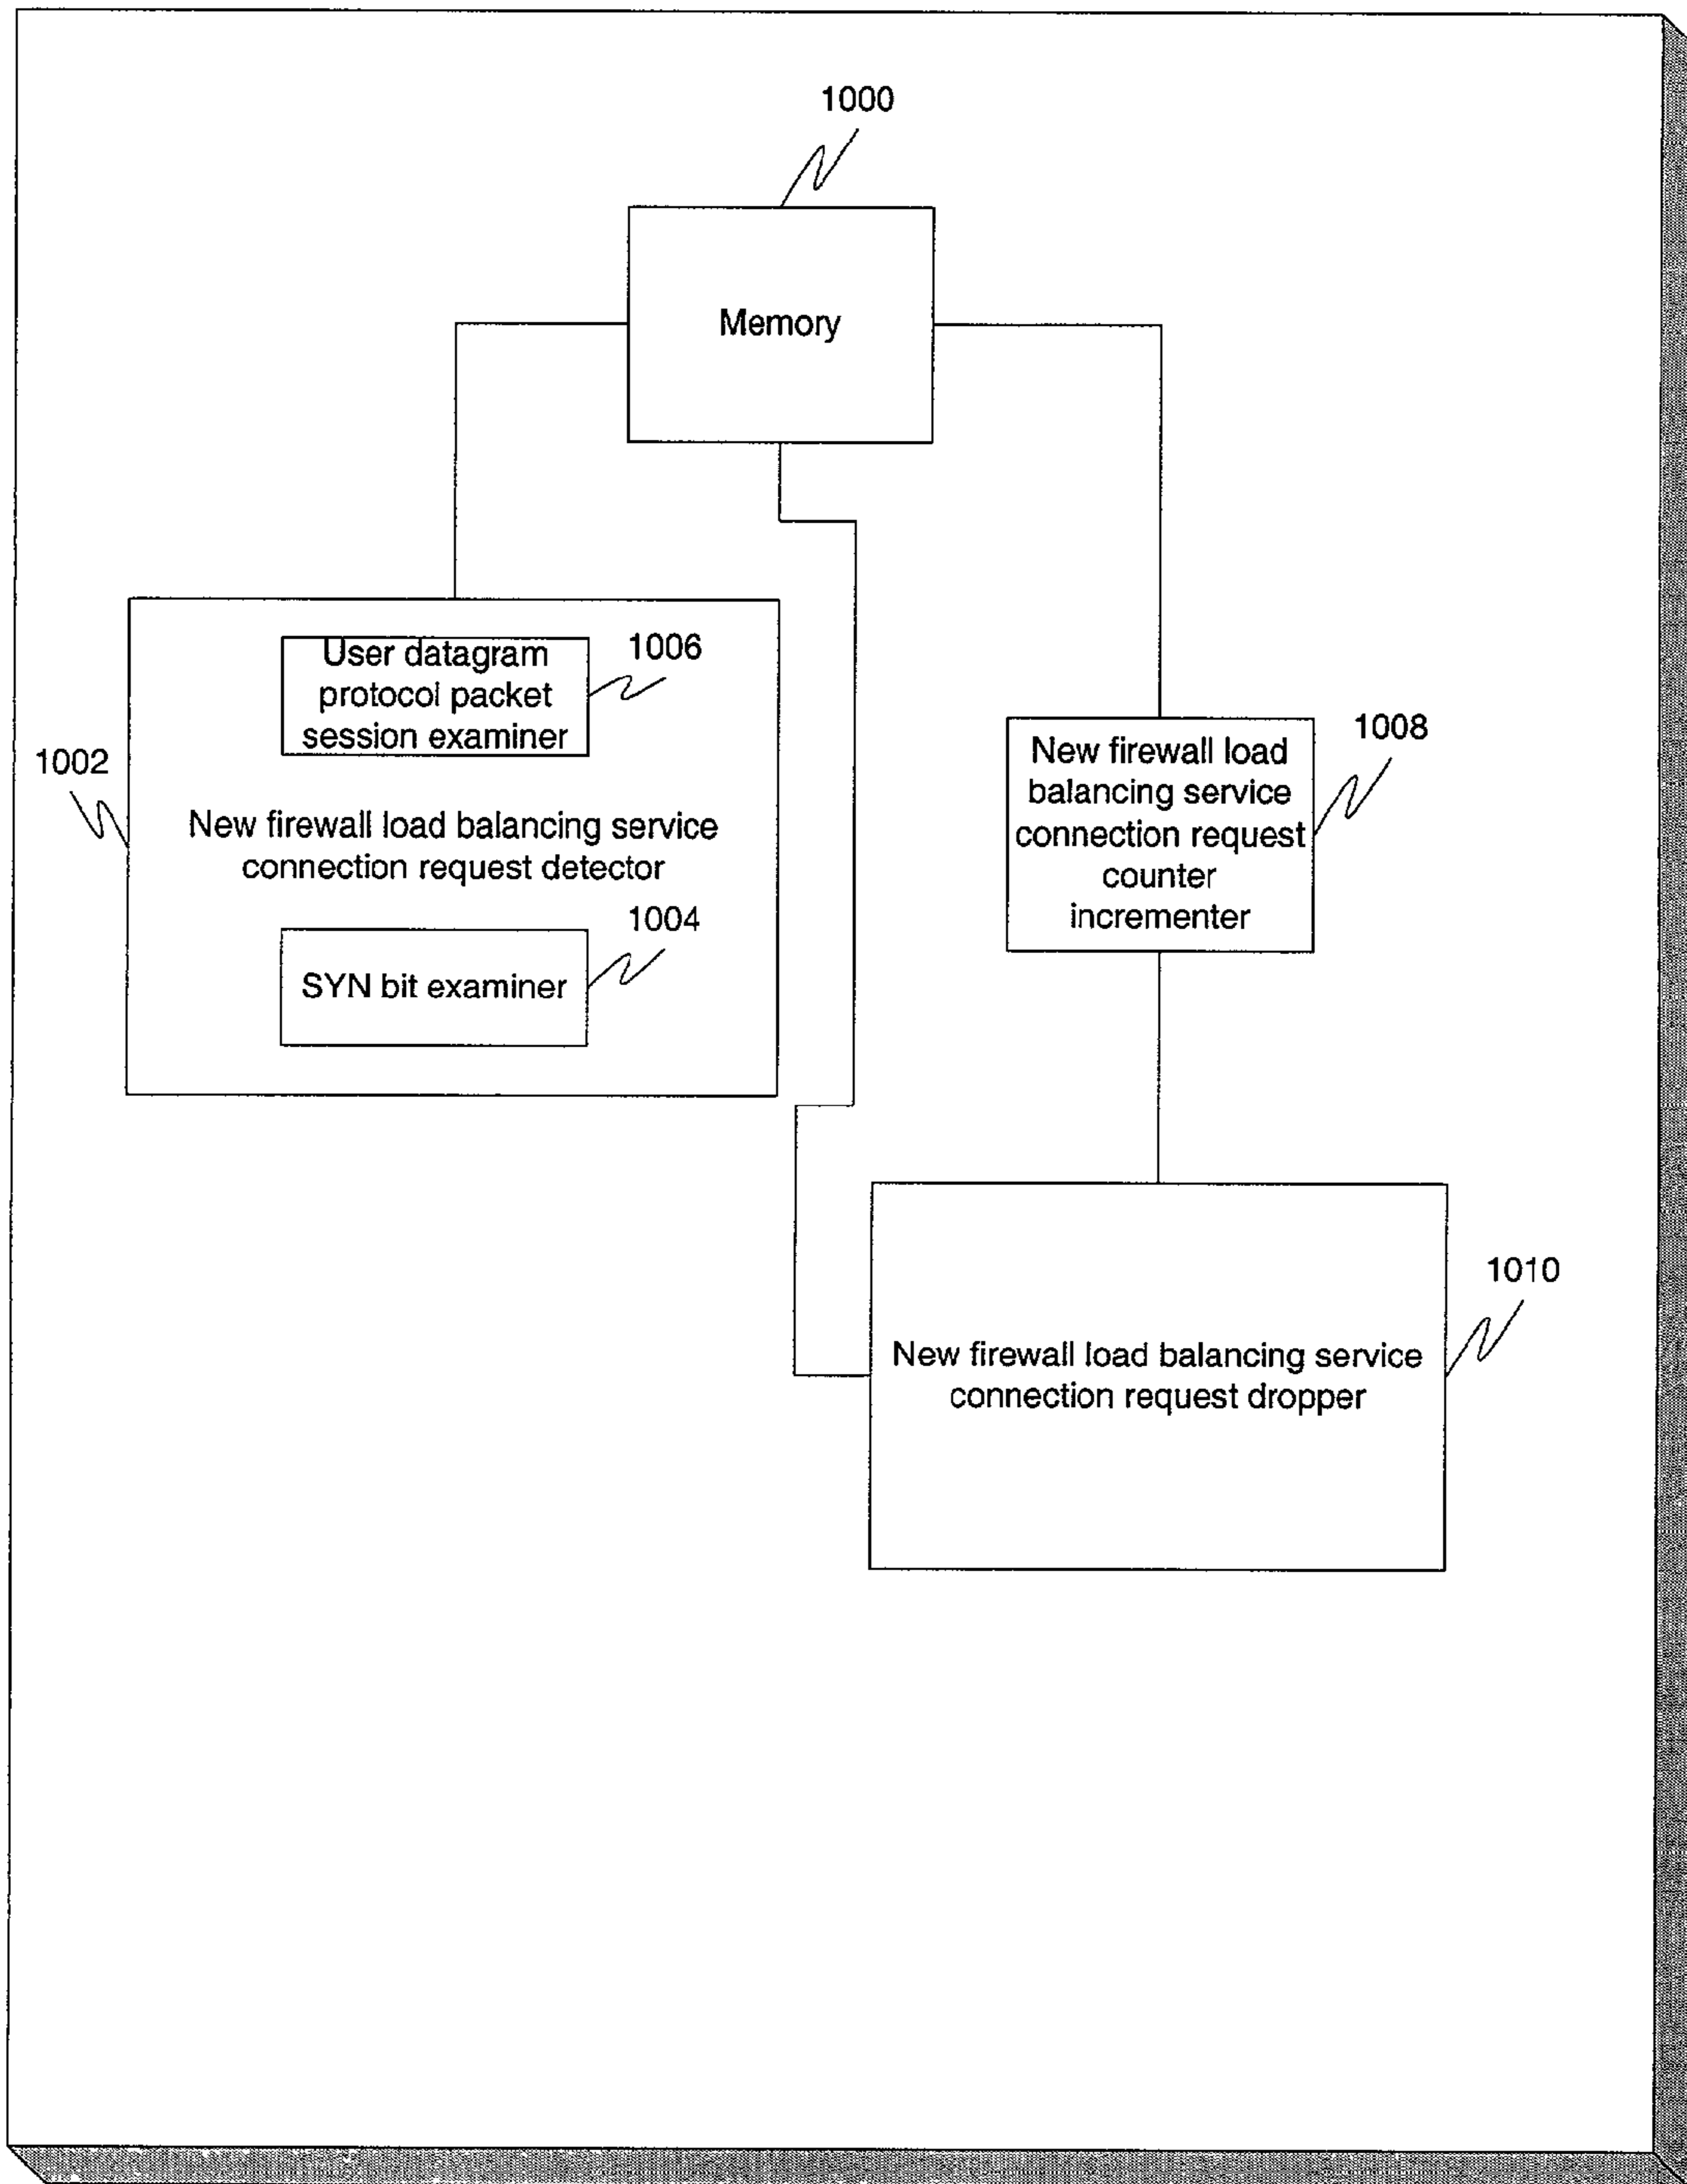 1000
Memory
User datagram
protocol packet
session examiner
1006
1002
New firewall load balancing service
connection request detector
1004
SYN bit examiner
New firewall load
balancing service
connection request
counter
incrementer
1008
1010
New firewall load balancing service
connection request dropper